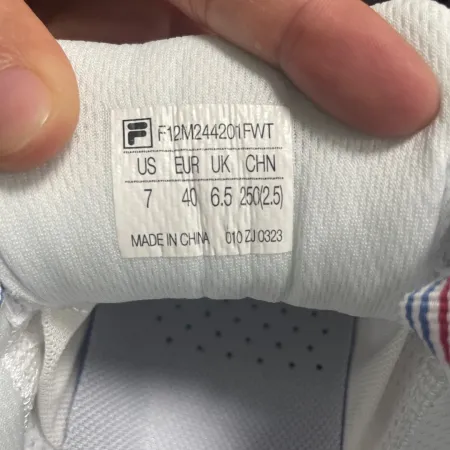 F12M244201FWT
US EUR UK CHN
7 40 6.5 250(2.5)
MADE IN CHINA 010 ZJ 0323